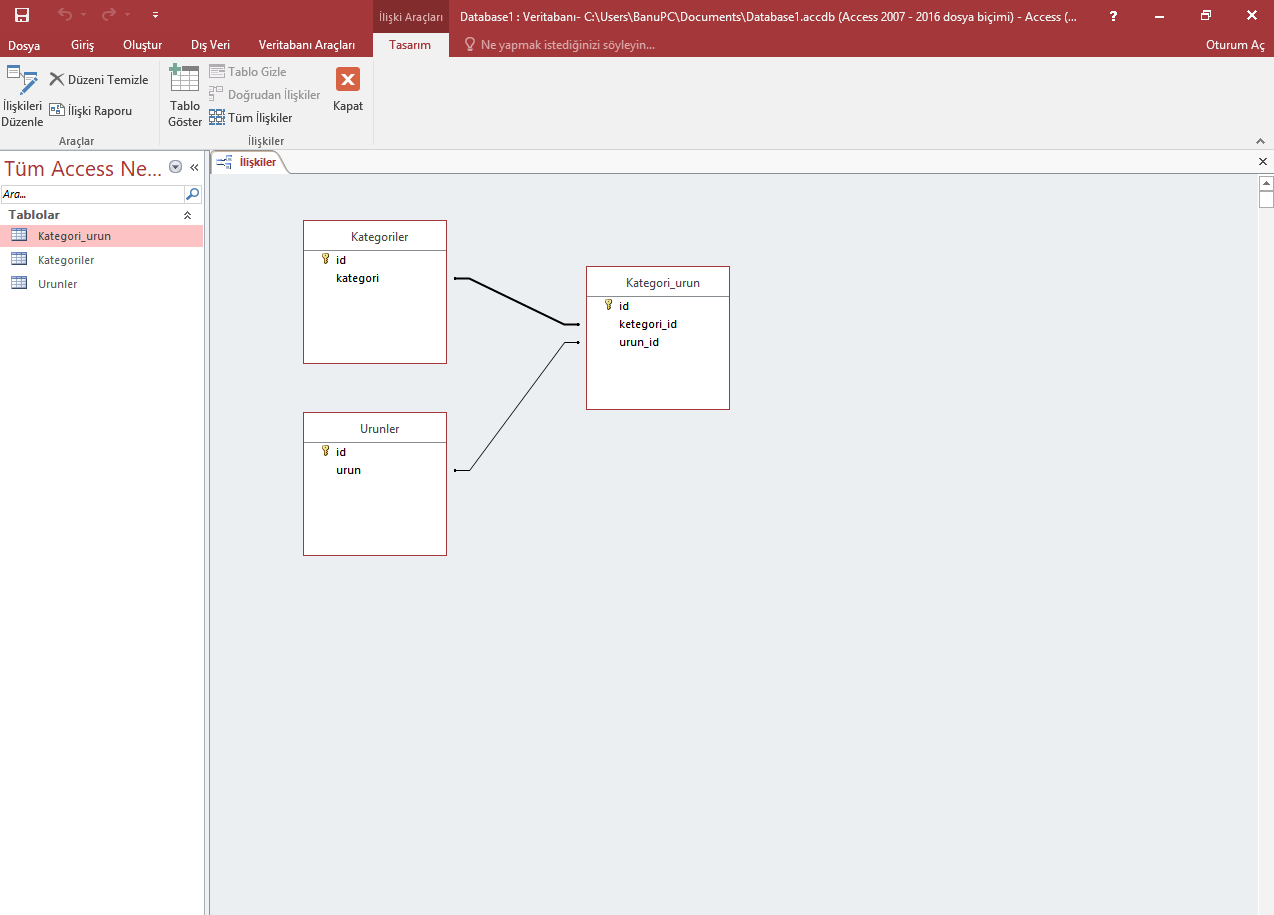 İlişki Araçları
Database1 : Veritabanı- C:\Users\BanuPC\Documents\Database1.accdb (Access 2007 - 2016 dosya biçimi) - Access (...
?
Dosya
Giriş
Oluştur
Dış Veri
Veritabanı Araçları
Tasarım
Ne yapmak istediğinizi söyleyin...
Oturum Aç
İlişkileri
Düzenle
Düzeni Temizle
İlişki Raporu
Araçlar
Tablo
Göster
Tablo Gizle
Doğrudan İlişkiler
Tüm İlişkiler
Kapat
İlişkiler
Tüm Access Ne...
Ara...
Tablolar
Kategori_urun
Kategoriler
Urunler
İlişkiler
Kategoriler
id
kategori
Kategori_urun
id
ketegori_id
urun_id
Urunler
id
urun